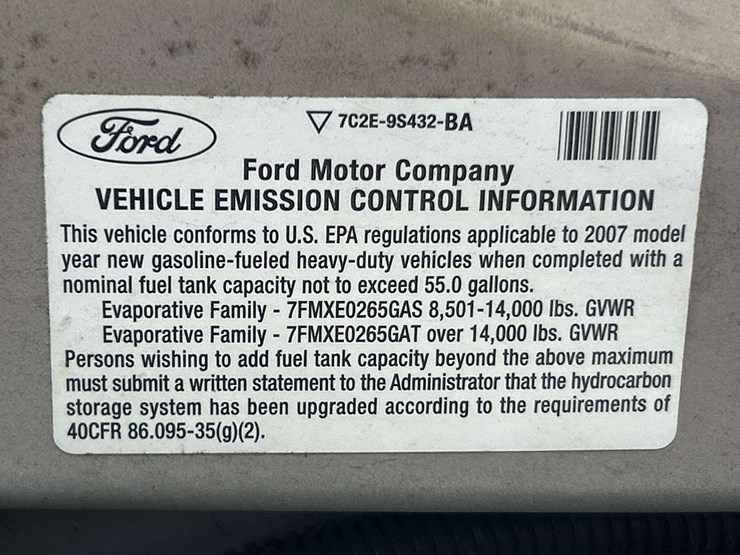 Ford
7C2E-9S432-BA
Ford Motor Company
VEHICLE EMISSION CONTROL INFORMATION
This vehicle conforms to U.S. EPA regulations applicable to 2007 model
year new gasoline-fueled heavy-duty vehicles when completed with a
nominal fuel tank capacity not to exceed 55.0 gallons.
Evaporative Family - 7FMXE0265GAS 8,501-14,000 lbs. GVWR
Evaporative Family - 7FMXE0265GAT over 14,000 lbs. GVWR
Persons wishing to add fuel tank capacity beyond the above maximum
must submit a written statement to the Administrator that the hydrocarbon
storage system has been upgraded according to the requirements of
40CFR 86.095-35(g)(2).